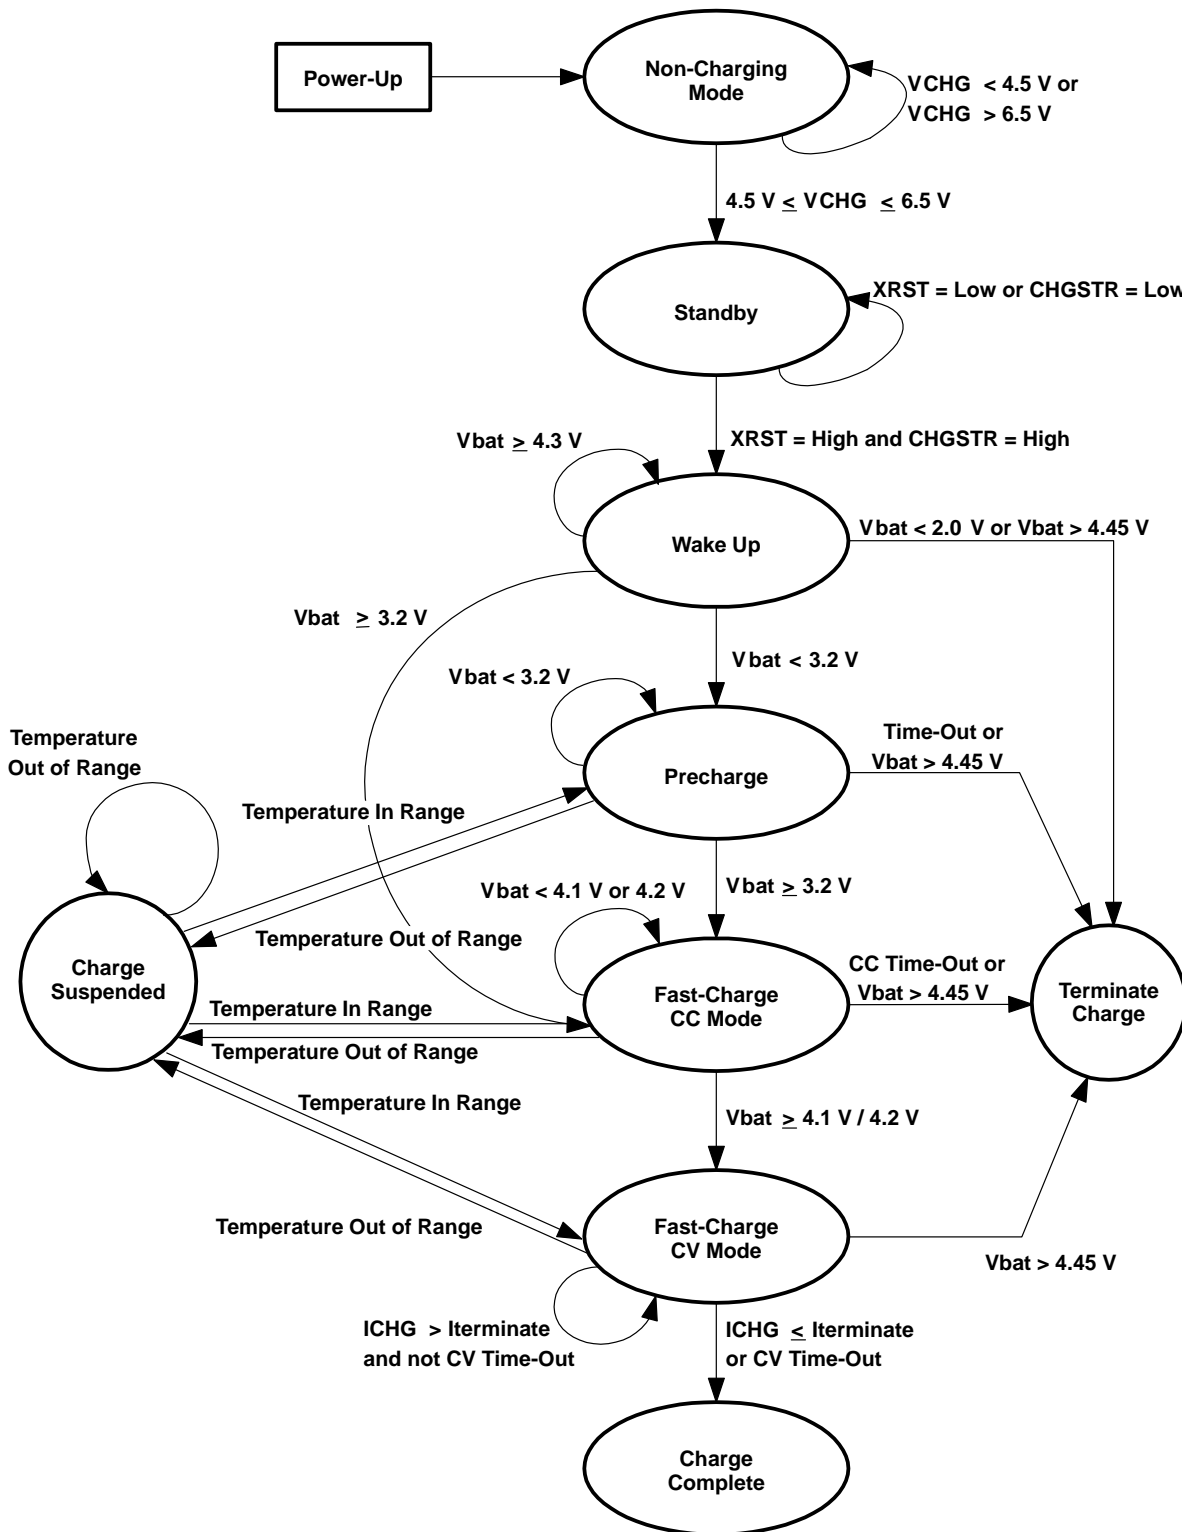 Power-Up
Non-Charging
Mode
VCHG < 4.5 V or
VCHG > 6.5 V
4.5 V ≤ VCHG ≤ 6.5 V
Standby
XRST = Low or CHGSTR = Low
XRST = High and CHGSTR = High
Vbat ≥ 4.3 V
Wake Up
Vbat < 2.0 V or Vbat > 4.45 V
Vbat ≥ 3.2 V
Vbat < 3.2 V
Vbat < 3.2 V
Precharge
Time-Out or
Vbat > 4.45 V
Temperature
Out of Range
Temperature In Range
Vbat ≥ 3.2 V
Vbat < 4.1 V or 4.2 V
Temperature Out of Range
Charge
Suspended
Fast-Charge
CC Mode
CC Time-Out or
Vbat > 4.45 V
Terminate
Charge
Temperature In Range
Temperature Out of Range
Temperature In Range
Vbat ≥ 4.1 V / 4.2 V
Temperature Out of Range
Fast-Charge
CV Mode
Vbat > 4.45 V
ICHG > Iterminate
and not CV Time-Out
ICHG ≤ Iterminate
or CV Time-Out
Charge
Complete